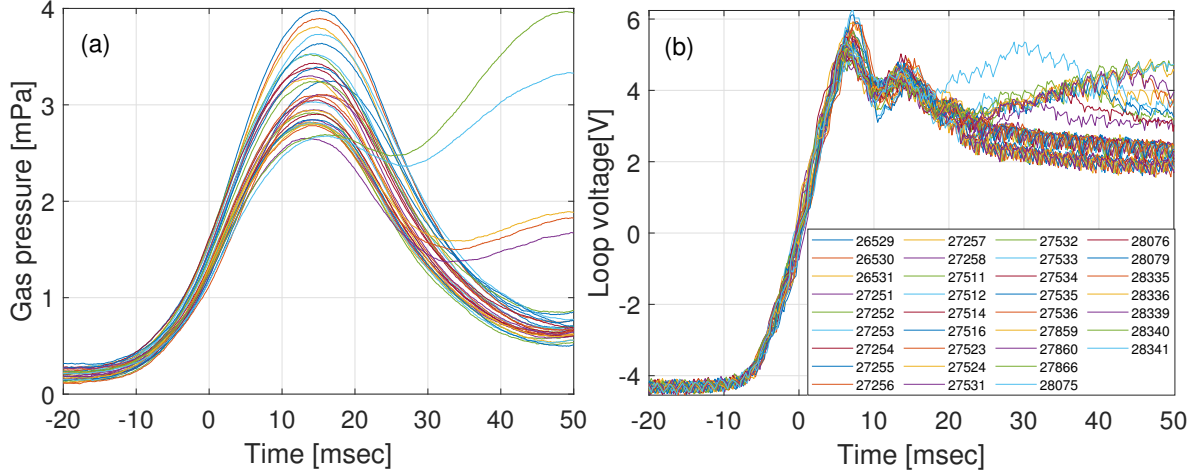 (a)
Gas pressure [mPa]
4
3
2
1
0
-20 -10 0 10 20 30 40 50
Time [msec]
(b)
Loop voltage[V]
6
4
2
0
-2
-4
26529 27257 27532 28076
26530 27258 27533 28079
26531 27511 27534 28335
27251 27512 27535 28336
27252 27514 27536 28339
27253 27516 27859 28340
27254 27523 27860 28341
27255 27524 27866
27256 27531 28075
-20 -10 0 10 20 30 40 50
Time [msec]